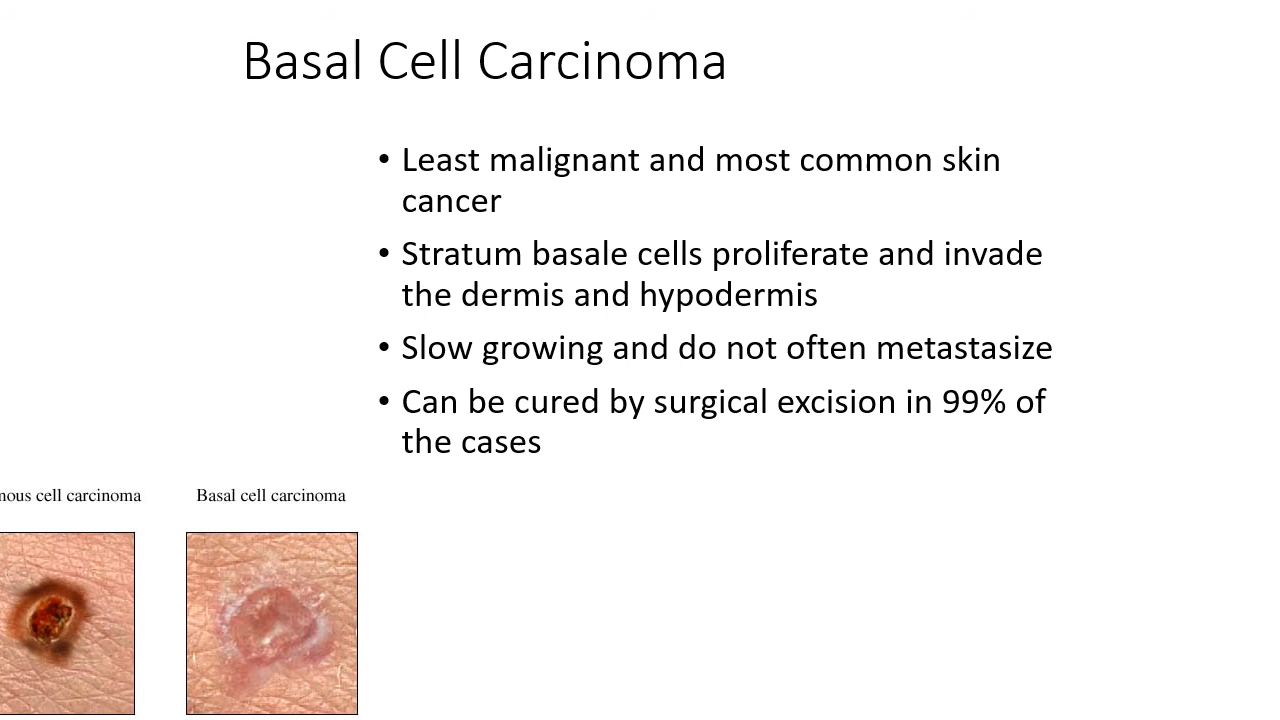 Basal Cell Carcinoma
• Least malignant and most common skin
cancer
• Stratum basale cells proliferate and invade
the dermis and hypodermis
• Slow growing and do not often metastasize
• Can be cured by surgical excision in 99% of
the cases
cell carcinoma
Basal cell carcinoma